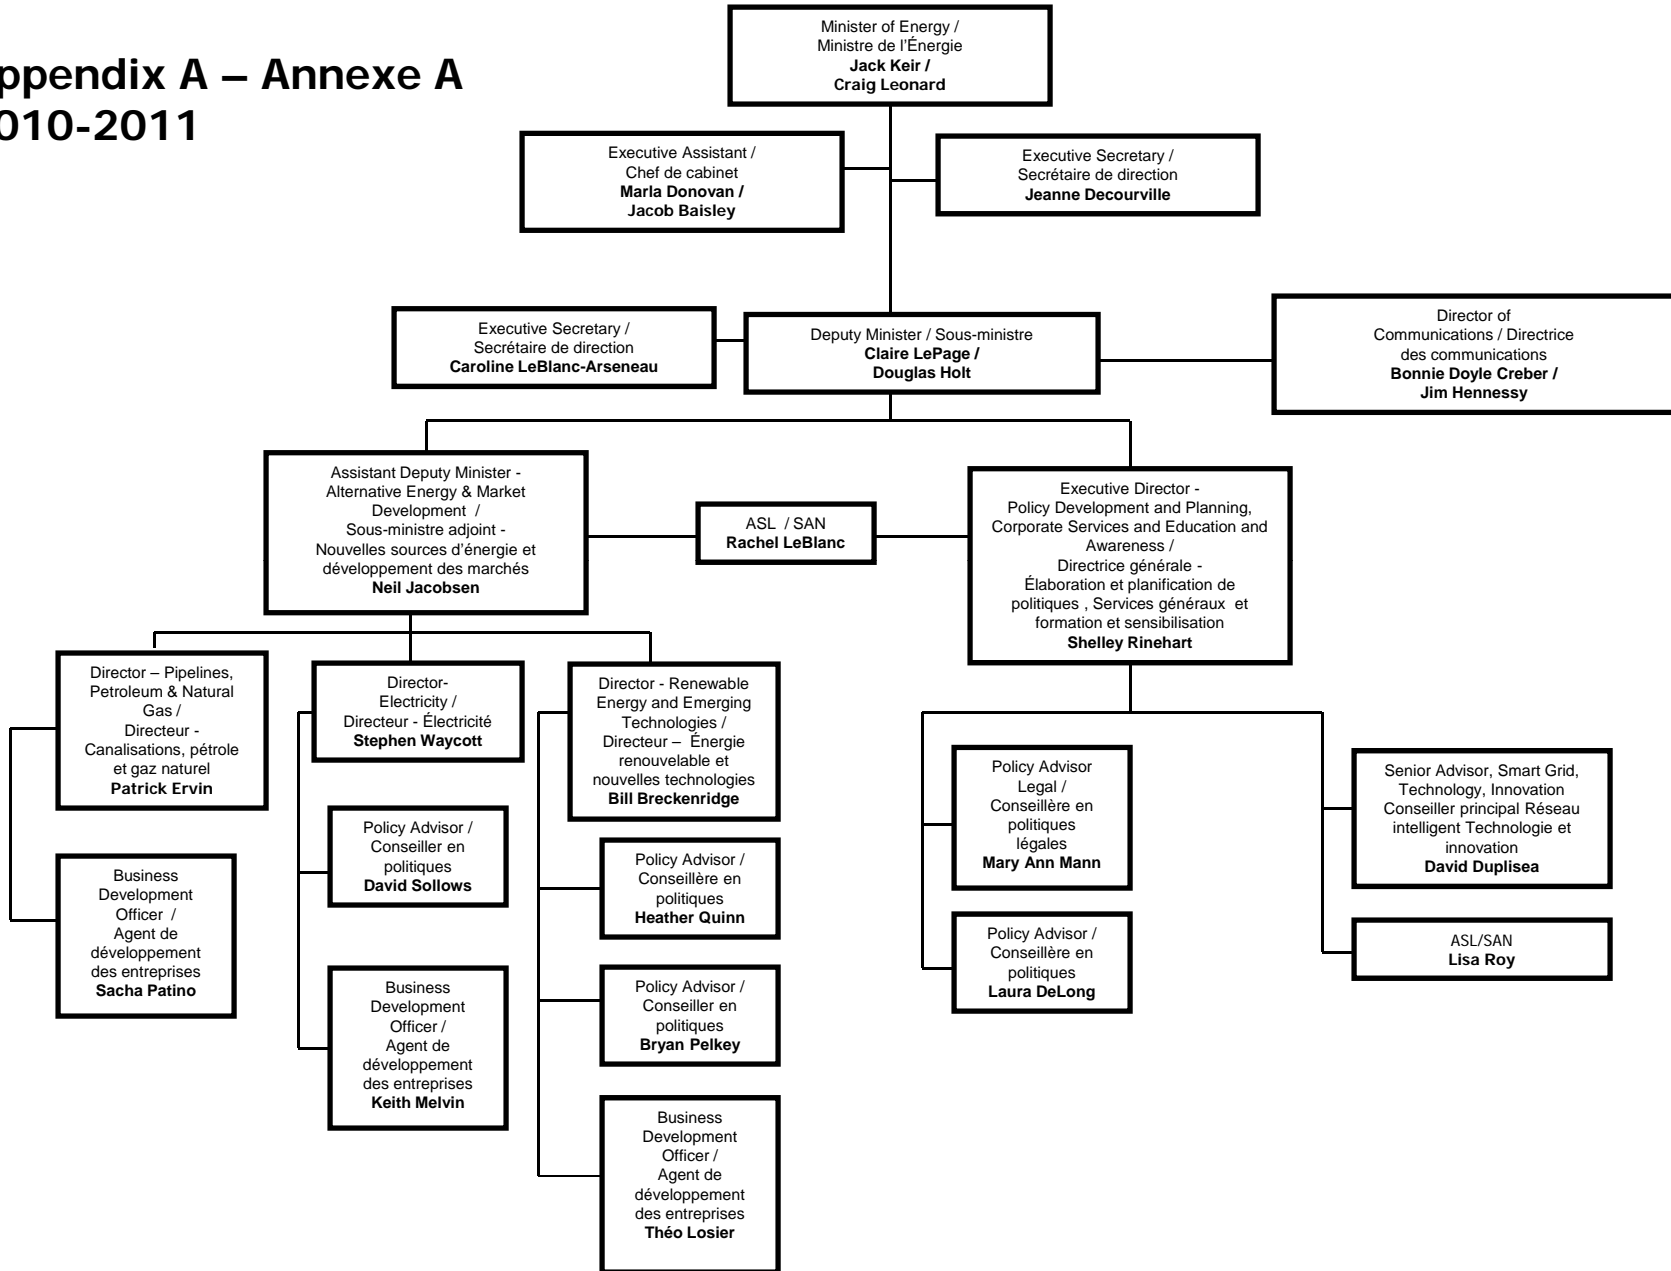 ppendix A – Annexe A
010-2011
Minister of Energy /
Ministre de l'Énergie
Jack Keir /
Craig Leonard
Executive Assistant /
Chef de cabinet
Marla Donovan /
Jacob Baisley
Executive Secretary /
Secrétaire de direction
Jeanne Decourville
Executive Secretary /
Secrétaire de direction
Caroline LeBlanc-Arseneau
Deputy Minister / Sous-ministre
Claire LePage /
Douglas Holt
Director of
Communications / Directrice
des communications
Bonnie Doyle Creber /
Jim Hennessy
Assistant Deputy Minister -
Alternative Energy & Market
Development /
Sous-ministre adjoint -
Nouvelles sources d'énergie et
développement des marchés
Neil Jacobsen
ASL / SAN
Rachel LeBlanc
Executive Director -
Policy Development and Planning,
Corporate Services and Education and
Awareness /
Directrice générale -
Élaboration et planification de
politiques , Services généraux et
formation et sensibilisation
Shelley Rinehart
Director – Pipelines,
Petroleum & Natural
Gas /
Directeur -
Canalisations, pétrole
et gaz naturel
Patrick Ervin
Director-
Electricity /
Directeur - Électricité
Stephen Waycott
Director - Renewable
Energy and Emerging
Technologies /
Directeur – Énergie
renouvelable et
nouvelles technologies
Bill Breckenridge
Policy Advisor
Legal /
Conseillère en
politiques
légales
Mary Ann Mann
Senior Advisor, Smart Grid,
Technology, Innovation
Conseiller principal Réseau
intelligent Technologie et
innovation
David Duplisea
Business
Development
Officer /
Agent de
développement
des entreprises
Sacha Patino
Policy Advisor /
Conseiller en
politiques
David Sollows
Policy Advisor /
Conseillère en
politiques
Heather Quinn
Policy Advisor /
Conseillère en
politiques
Laura DeLong
ASL/SAN
Lisa Roy
Business
Development
Officer /
Agent de
développement
des entreprises
Keith Melvin
Policy Advisor /
Conseiller en
politiques
Bryan Pelkey
Business
Development
Officer /
Agent de
développement
des entreprises
Théo Losier